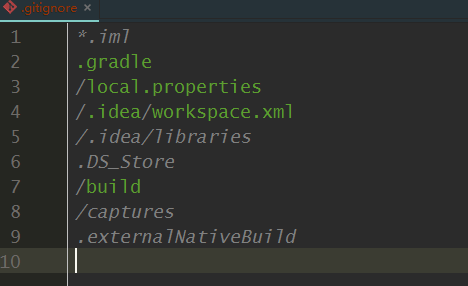 .gitignore ×
1 *.iml
2 .gradle
3 /local.properties
4 /.idea/workspace.xml
5 /.idea/libraries
6 .DS_Store
7 /build
8 /captures
9 .externalNativeBuild
10